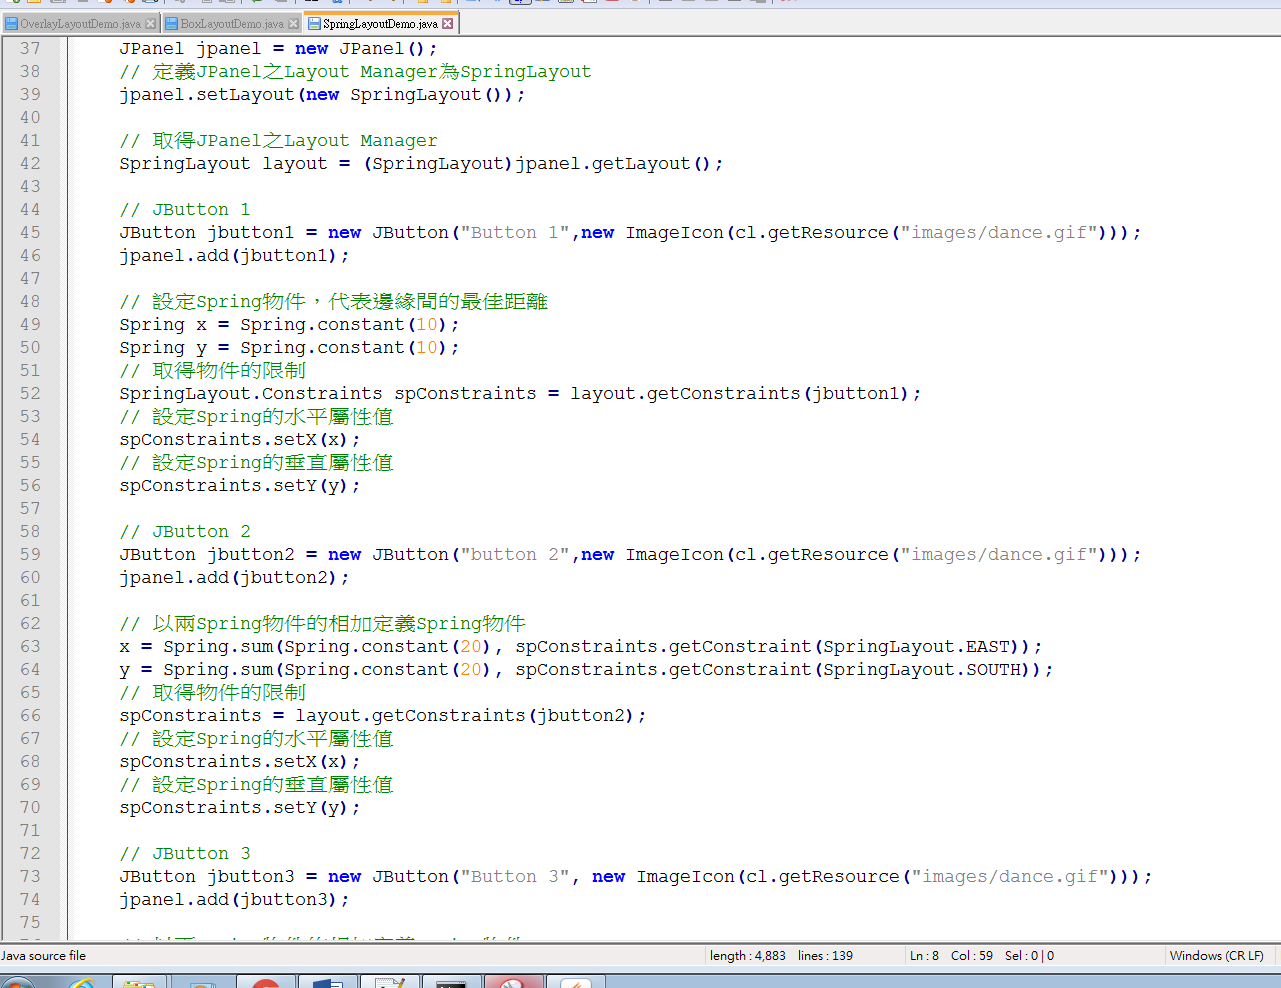 OverlayLayoutDemo.java BoxLayoutDemo.java SpringLayoutDemo.java
37 JPanel jpanel = new JPanel();
38 // 定義JPanel之Layout Manager為SpringLayout
39 jpanel.setLayout(new SpringLayout());
40
41 // 取得JPanel之Layout Manager
42 SpringLayout layout = (SpringLayout)jpanel.getLayout();
43
44 // JButton 1
45 JButton jbutton1 = new JButton("Button 1",new ImageIcon(cl.getResource("images/dance.gif")));
46 jpanel.add(jbutton1);
47
48 // 設定Spring物件，代表邊緣間的最佳距離
49 Spring x = Spring.constant(10);
50 Spring y = Spring.constant(10);
51 // 取得物件的限制
52 SpringLayout.Constraints spConstraints = layout.getConstraints(jbutton1);
53 // 設定Spring的水平屬性值
54 spConstraints.setX(x);
55 // 設定Spring的垂直屬性值
56 spConstraints.setY(y);
57
58 // JButton 2
59 JButton jbutton2 = new JButton("button 2",new ImageIcon(cl.getResource("images/dance.gif")));
60 jpanel.add(jbutton2);
61
62 // 以兩Spring物件的相加定義Spring物件
63 x = Spring.sum(Spring.constant(20), spConstraints.getConstraint(SpringLayout.EAST));
64 y = Spring.sum(Spring.constant(20), spConstraints.getConstraint(SpringLayout.SOUTH));
65 // 取得物件的限制
66 spConstraints = layout.getConstraints(jbutton2);
67 // 設定Spring的水平屬性值
68 spConstraints.setX(x);
69 // 設定Spring的垂直屬性值
70 spConstraints.setY(y);
71
72 // JButton 3
73 JButton jbutton3 = new JButton("Button 3", new ImageIcon(cl.getResource("images/dance.gif")));
74 jpanel.add(jbutton3);
75
Java source file length : 4,883 lines : 139 Ln : 8 Col : 59 Sel : 0 | 0 Windows (CR LF)